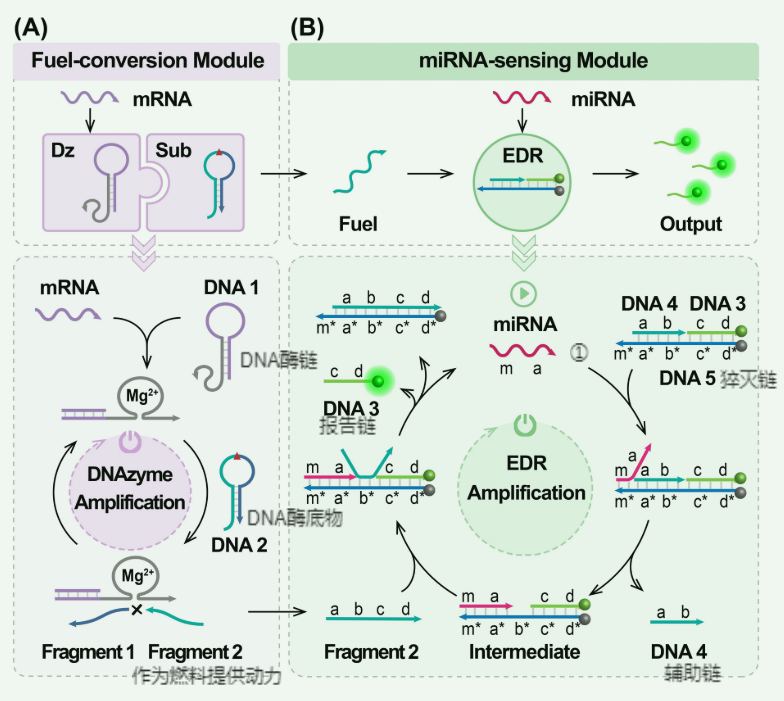 (A)
(B)
Fuel-conversion Module
miRNA-sensing Module
mRNA
miRNA
Dz
Sub
EDR
Fuel
Output
mRNA
DNA 1
DNA酶链
Mg²⁺
DNAzyme
Amplification
DNA 2
DNA酶底物
Mg²⁺
×
Fragment 1
Fragment 2
作为燃料提供动力
a b c d
m* a* b* c* d*
miRNA
m a
①
DNA 4 DNA 3
a b c d
m* a* b* c* d*
DNA 5 猝灭链
c d
DNA 3
报告链
m a c d
m* a* b* c* d*
EDR
Amplification
a
m a b c d
m* a* b* c* d*
a b c d
Fragment 2
m a c d
m* a* b* c* d*
Intermediate
a b
DNA 4
辅助链